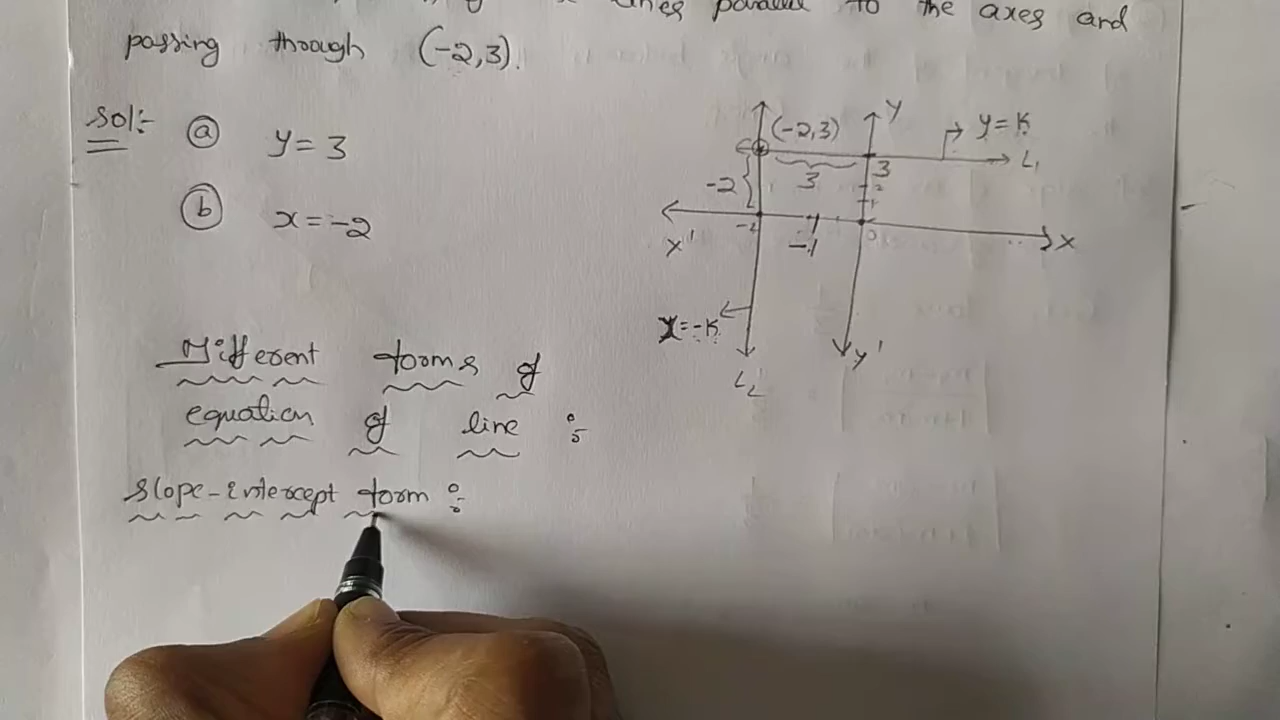 lines parallel to the axes and
passing through (-2,3).
Sol:-
ⓐ y = 3
ⓑ x = -2
(-2,3)
Y
y = K
L₁
3
3
-2
-2
-1
0
X'
X
x = -K
L₂
Y'
Different forms of
equation of line :-
Slope-Intercept form :-